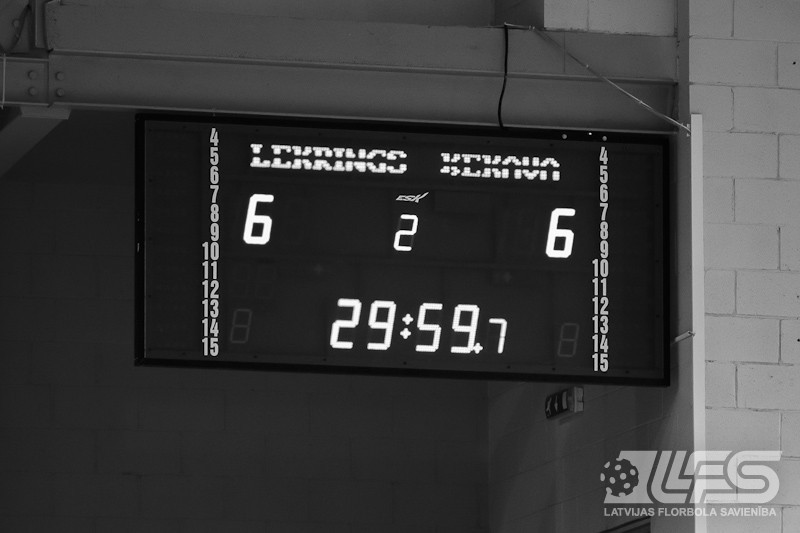 LEKRINGS ĶEKAVA
ESK
6 2 6
29:59.7
4 4
5 5
6 6
7 7
8 8
9 9
10 10
11 11
12 12
13 13
14 14
15 15
LFS
LATVIJAS FLORBOLA SAVIENĪBA